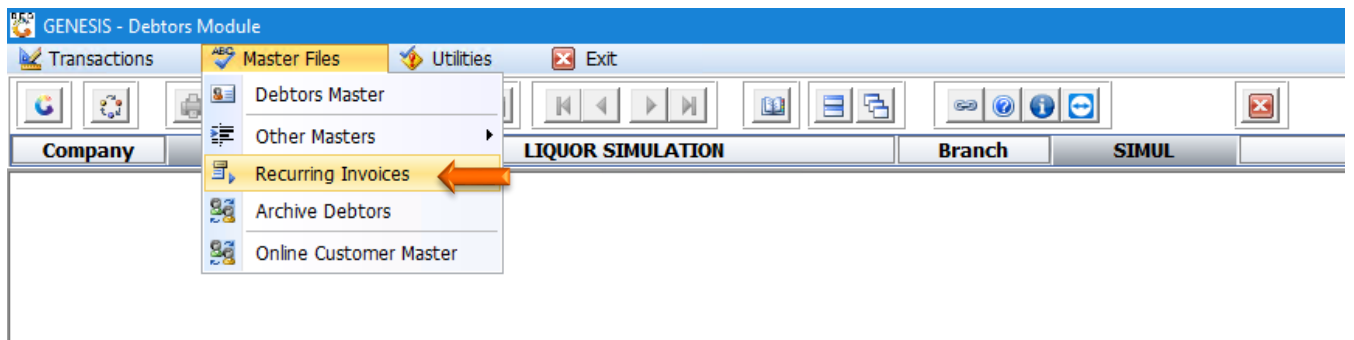 GENESIS - Debtors Module
Transactions Master Files Utilities Exit
Debtors Master
Other Masters
Company LIQUOR SIMULATION Branch SIMUL
Recurring Invoices
Archive Debtors
Online Customer Master